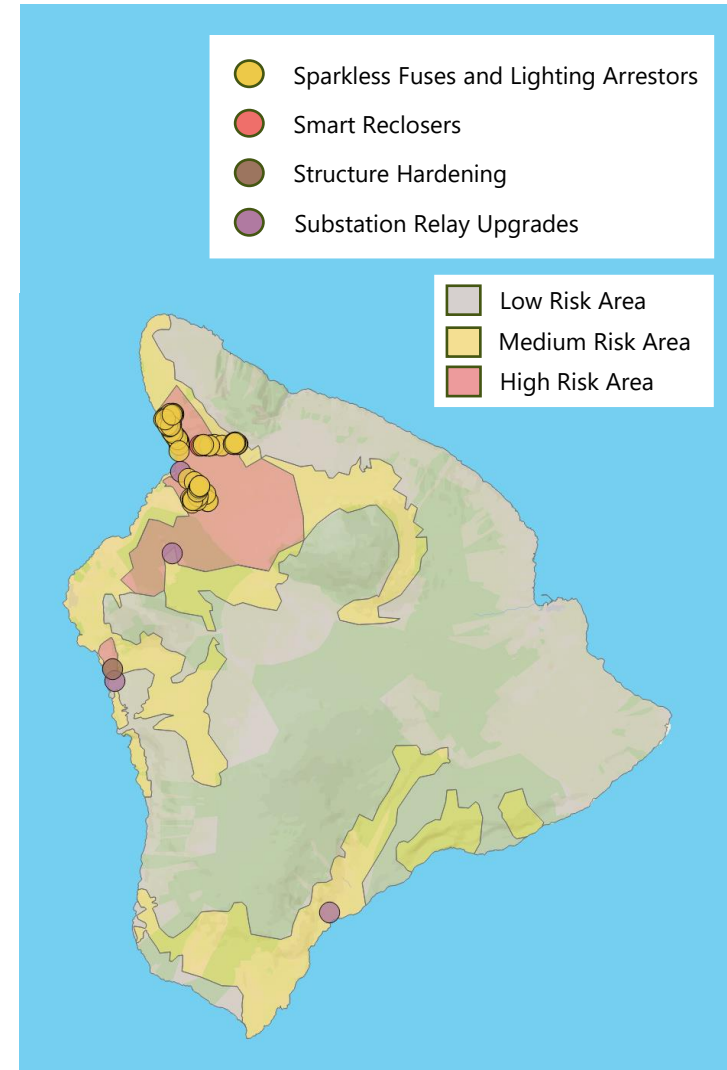 Sparkless Fuses and Lighting Arrestors
Smart Reclosers
Structure Hardening
Substation Relay Upgrades
Low Risk Area
Medium Risk Area
High Risk Area